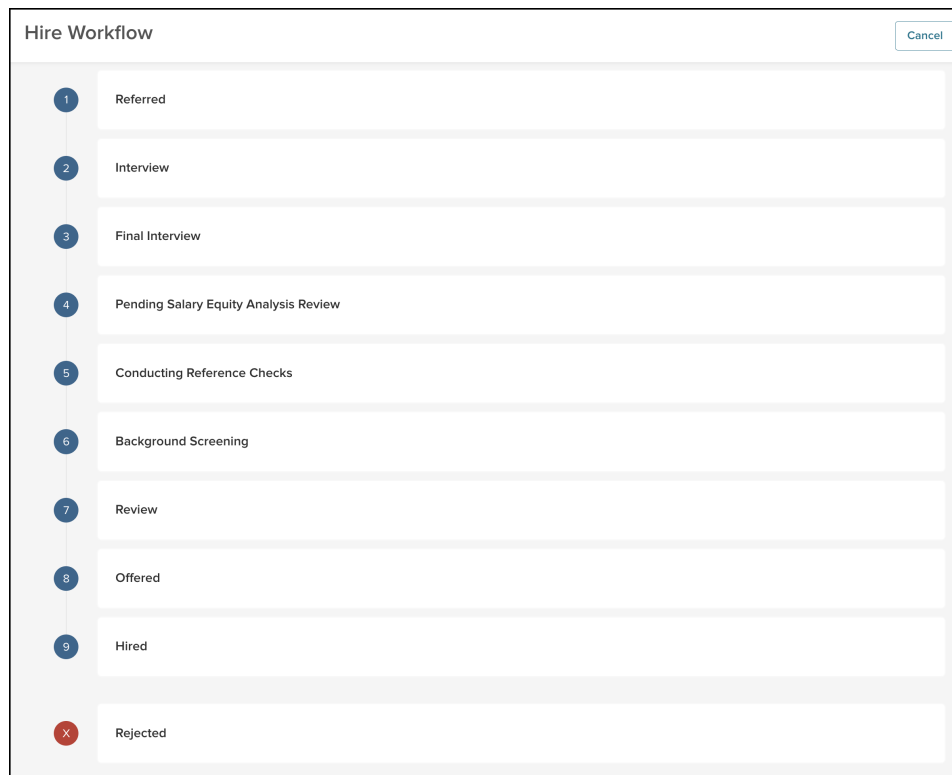 Hire Workflow
Cancel
1 Referred
2 Interview
3 Final Interview
4 Pending Salary Equity Analysis Review
5 Conducting Reference Checks
6 Background Screening
7 Review
8 Offered
9 Hired
X Rejected